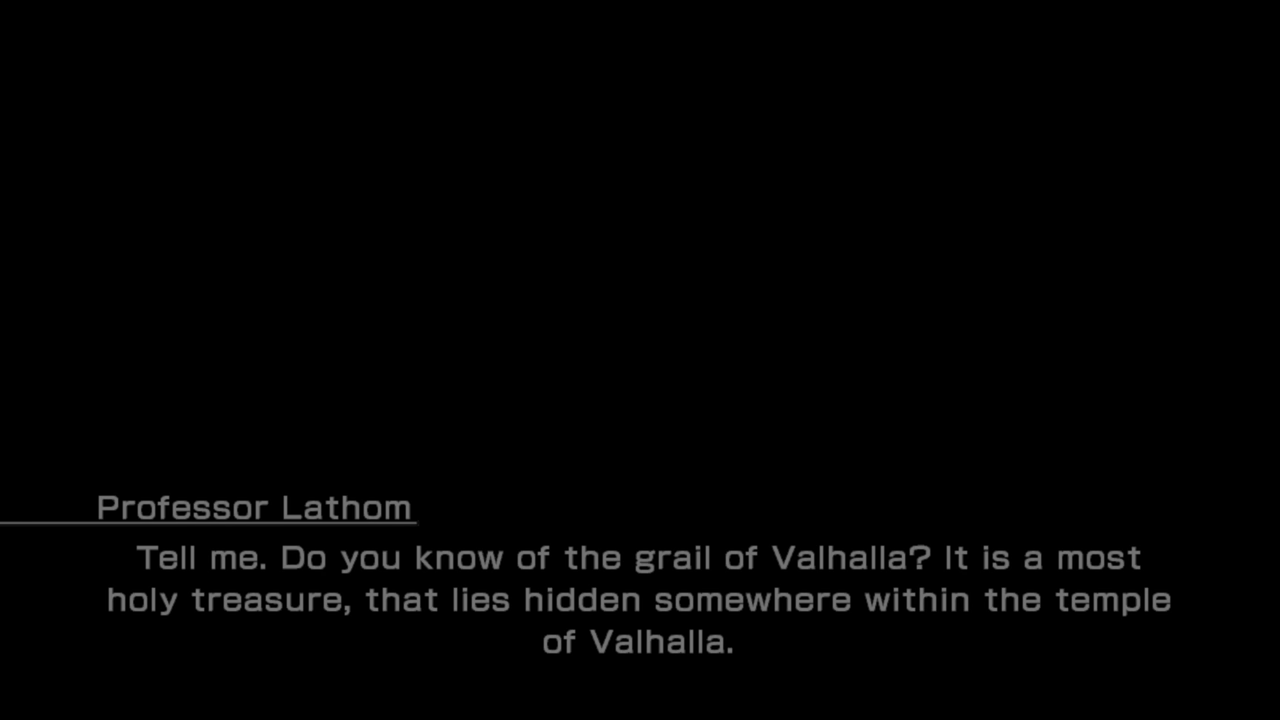 Professor Lathom
Tell me. Do you know of the grail of Valhalla? It is a most
holy treasure, that lies hidden somewhere within the temple
of Valhalla.